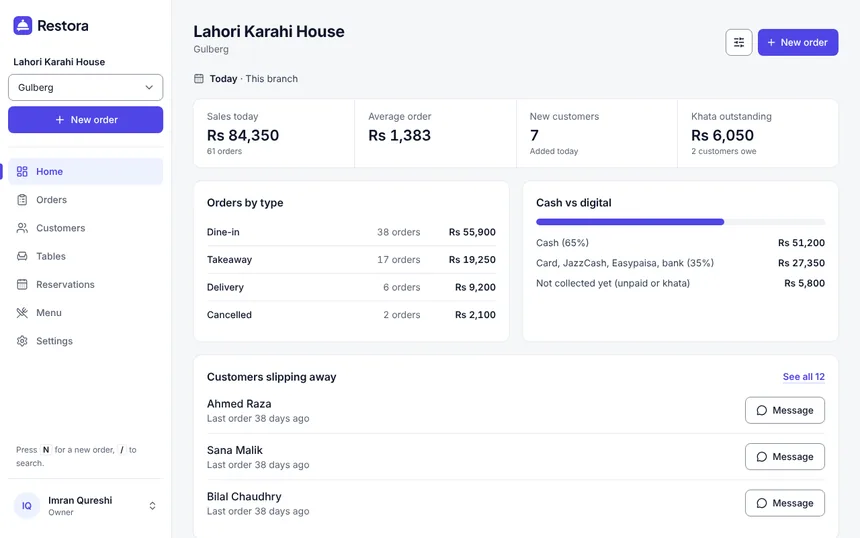 Restora
Lahori Karahi House
Gulberg
+ New order
Home
Orders
Customers
Tables
Reservations
Menu
Settings
Press N for a new order, / to
search.
IQ
Imran Qureshi
Owner
Lahori Karahi House
Gulberg
+ New order
Today · This branch
Sales today
Rs 84,350
61 orders
Average order
Rs 1,383
New customers
7
Added today
Khata outstanding
Rs 6,050
2 customers owe
Orders by type
Dine-in 38 orders Rs 55,900
Takeaway 17 orders Rs 19,250
Delivery 6 orders Rs 9,200
Cancelled 2 orders Rs 2,100
Cash vs digital
Cash (65%) Rs 51,200
Card, JazzCash, Easypaisa, bank (35%) Rs 27,350
Not collected yet (unpaid or khata) Rs 5,800
Customers slipping away See all 12
Ahmed Raza
Last order 38 days ago
Message
Sana Malik
Last order 38 days ago
Message
Bilal Chaudhry
Last order 38 days ago
Message